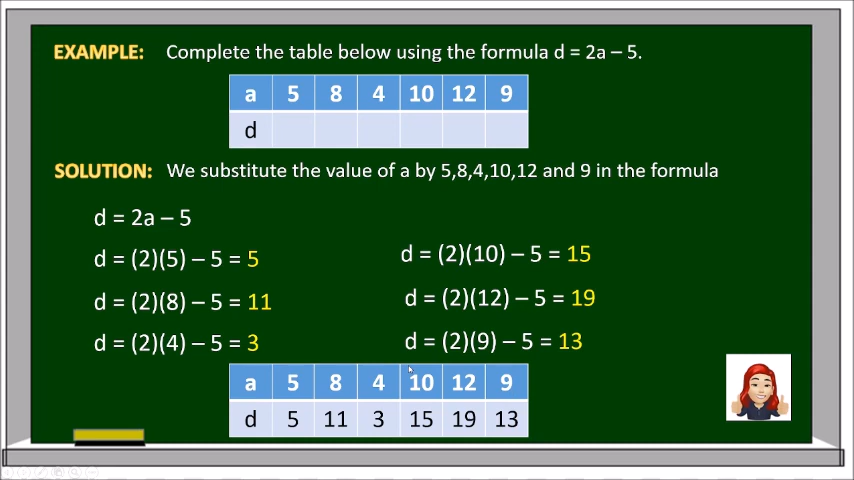 EXAMPLE: Complete the table below using the formula d = 2a – 5.
a 5 8 4 10 12 9
d
SOLUTION: We substitute the value of a by 5,8,4,10,12 and 9 in the formula
d = 2a – 5
d = (2)(5) – 5 = 5
d = (2)(8) – 5 = 11
d = (2)(4) – 5 = 3
d = (2)(10) – 5 = 15
d = (2)(12) – 5 = 19
d = (2)(9) – 5 = 13
a 5 8 4 10 12 9
d 5 11 3 15 19 13